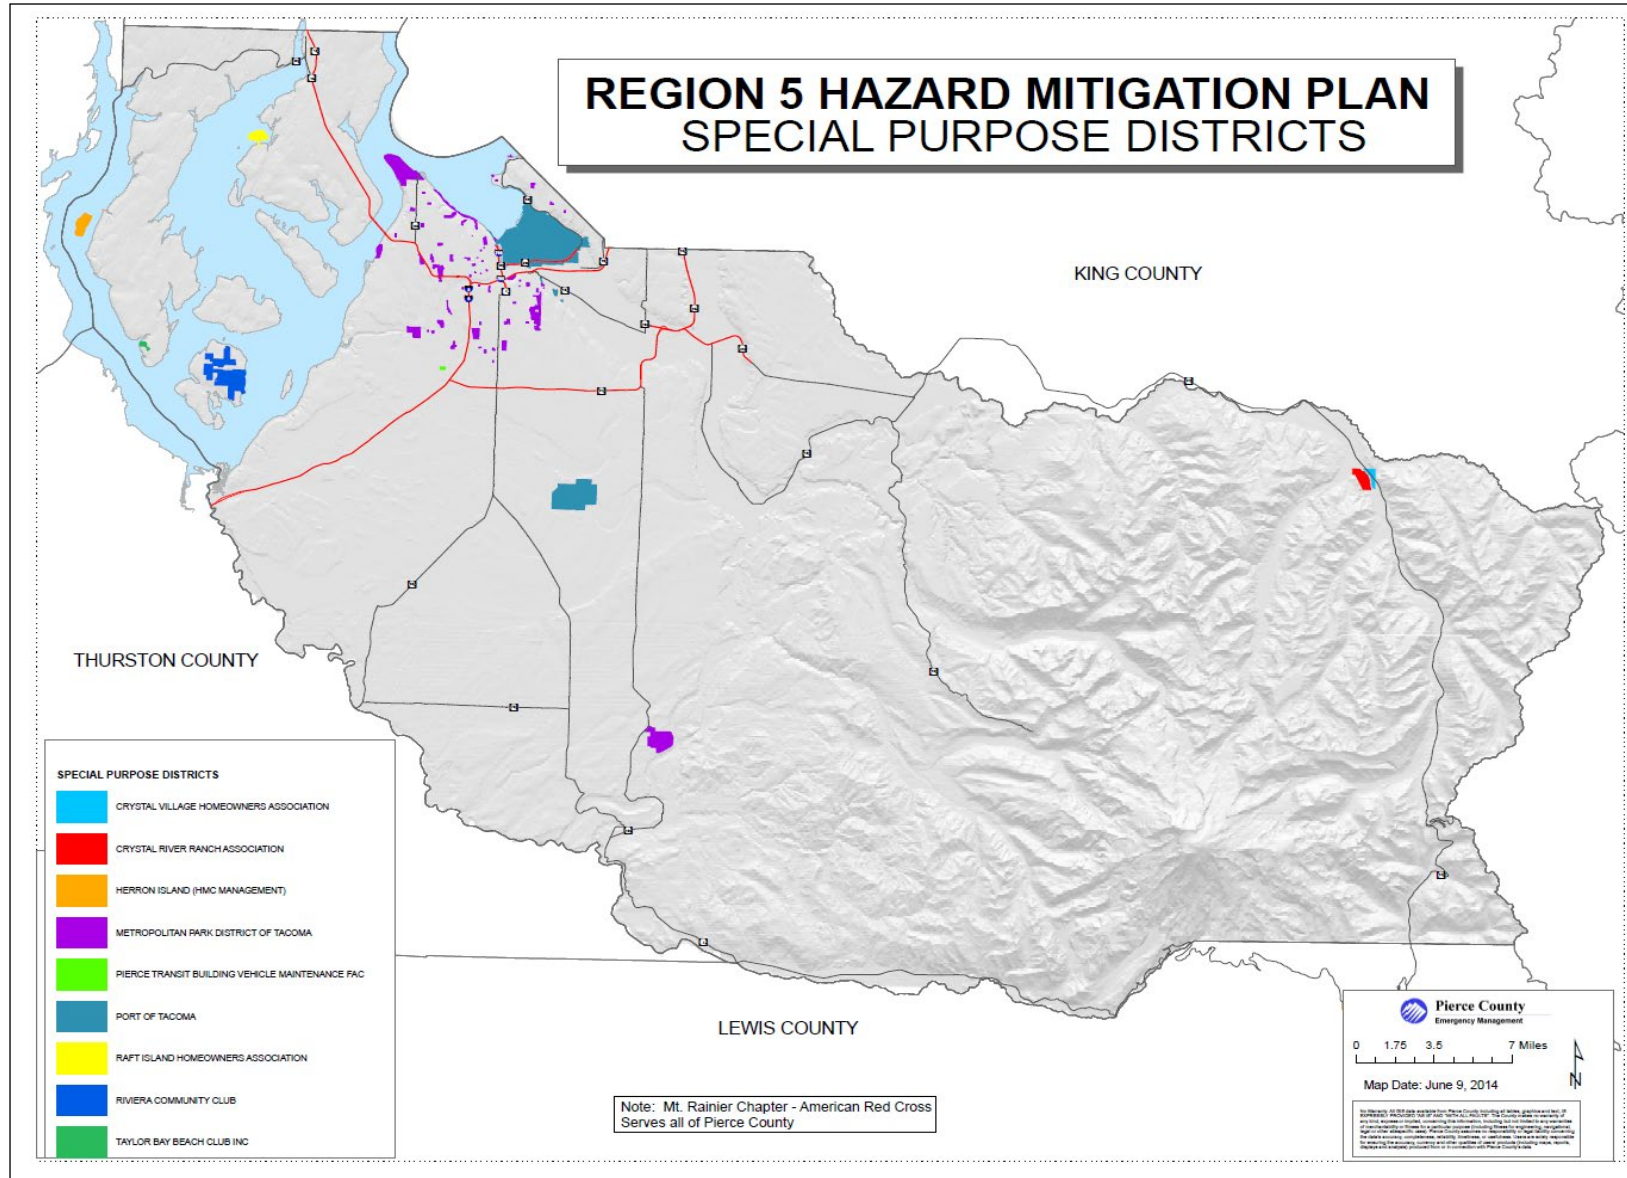 REGION 5 HAZARD MITIGATION PLAN
SPECIAL PURPOSE DISTRICTS
KING COUNTY
THURSTON COUNTY
LEWIS COUNTY
SPECIAL PURPOSE DISTRICTS
CRYSTAL VILLAGE HOMEOWNERS ASSOCIATION
CRYSTAL RIVER RANCH ASSOCIATION
HERRON ISLAND (HMC MANAGEMENT)
METROPOLITAN PARK DISTRICT OF TACOMA
PIERCE TRANSIT BUILDING VEHICLE MAINTENANCE FAC
PORT OF TACOMA
RAFT ISLAND HOMEOWNERS ASSOCIATION
RIVIERA COMMUNITY CLUB
TAYLOR BAY BEACH CLUB INC
Note: Mt. Rainier Chapter - American Red Cross
Serves all of Pierce County
Pierce County
Emergency Management
0 1.75 3.5 7 Miles
N
Map Date: June 9, 2014